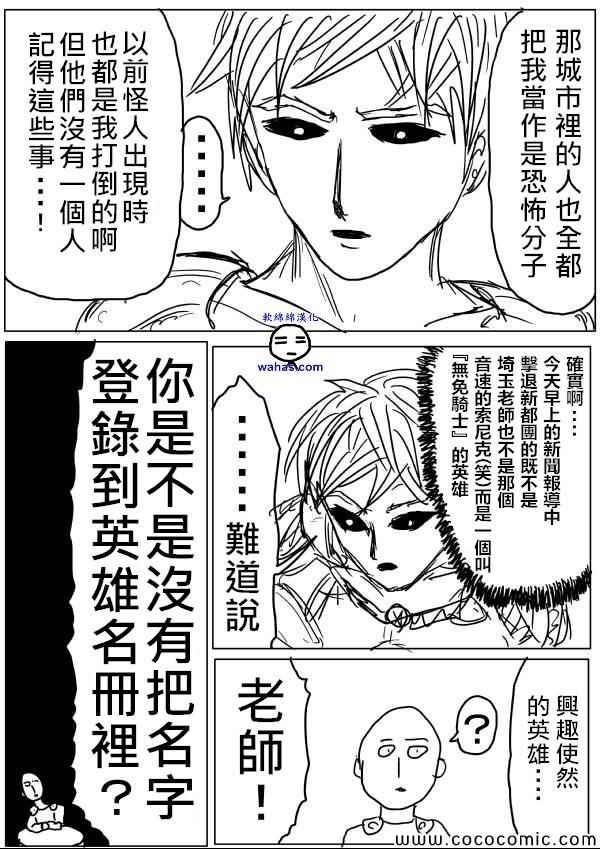 那城市裡的人也全都
把我當作是恐怖分子
以前怪人出現時
也都是我打倒的啊
但他們沒有一個人
記得這些事‥‥！
‥‥‥
軟綿綿漢化
wahas.com
確實啊‥‥
今天早上的新聞報導中
擊退新都團的既不是
埼玉老師也不是那個
音速的索尼克(笑)而是一個叫
『無免騎士』的英雄
‥‥‥難道說
興趣使然
的英雄‥‥
？
老師！
你是不是沒有把名字
登錄到英雄名冊裡？
www.cococomic.com